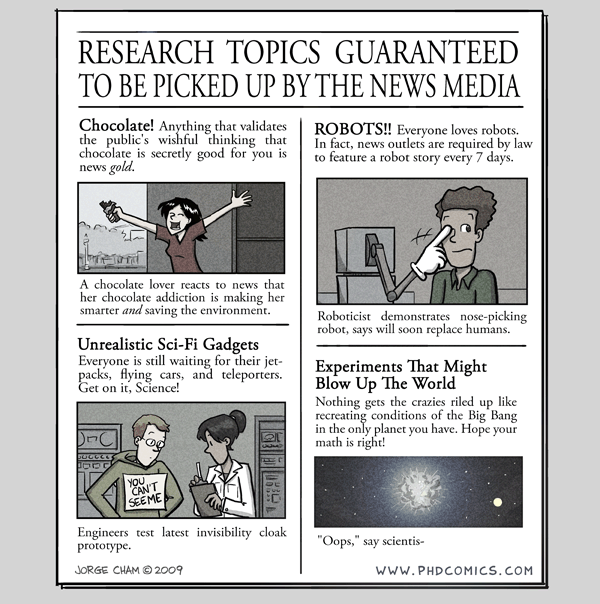 RESEARCH TOPICS GUARANTEED
TO BE PICKED UP BY THE NEWS MEDIA
Chocolate! Anything that validates
the public's wishful thinking that
chocolate is secretly good for you is
news gold.
A chocolate lover reacts to news that
her chocolate addiction is making her
smarter and saving the environment.
Unrealistic Sci-Fi Gadgets
Everyone is still waiting for their jet-
packs, flying cars, and teleporters.
Get on it, Science!
YOU
CAN'T
SEE ME
Engineers test latest invisibility cloak
prototype.
ROBOTS!! Everyone loves robots.
In fact, news outlets are required by law
to feature a robot story every 7 days.
Roboticist demonstrates nose-picking
robot, says will soon replace humans.
Experiments That Might
Blow Up The World
Nothing gets the crazies riled up like
recreating conditions of the Big Bang
in the only planet you have. Hope your
math is right!
"Oops," say scientis-
JORGE CHAM © 2009
WWW.PHDCOMICS.COM